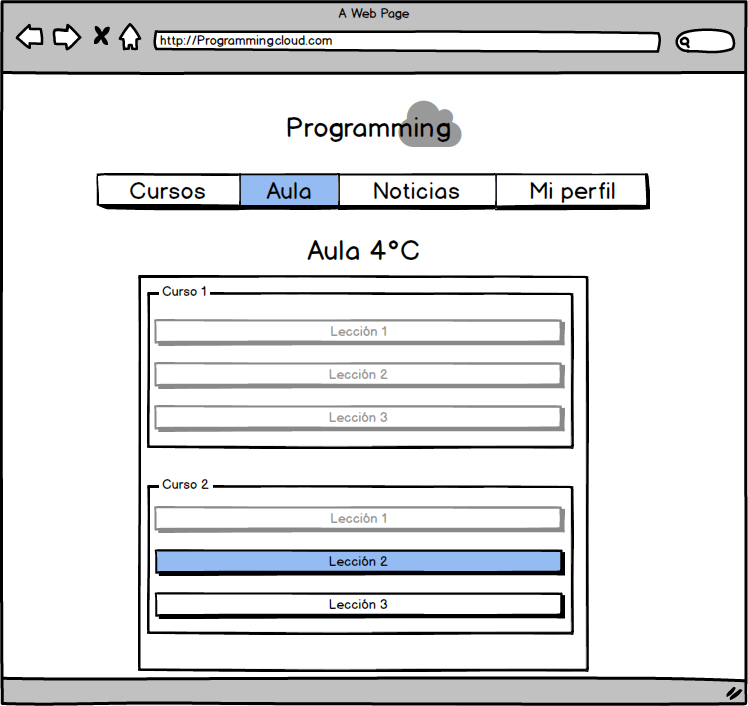 A Web Page
http://Programmingcloud.com
Programming
Cursos Aula Noticias Mi perfil
Aula 4°C
Curso 1
Lección 1
Lección 2
Lección 3
Curso 2
Lección 1
Lección 2
Lección 3